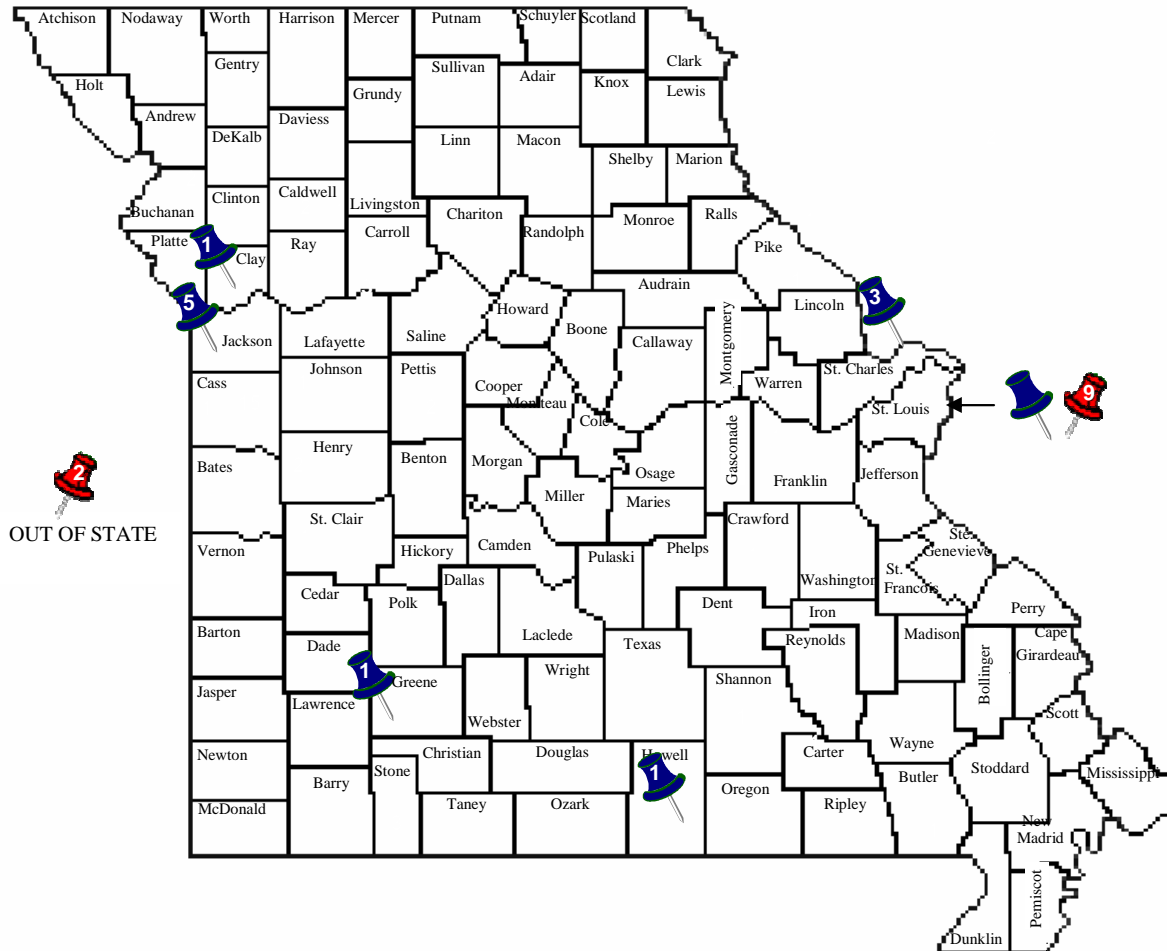 Atchison
Nodaway
Worth
Harrison
Mercer
Putnam
Schuyler
Scotland
Clark
Gentry
Sullivan
Adair
Knox
Lewis
Holt
Grundy
Andrew
Daviess
DeKalb
Linn
Macon
Shelby
Marion
Buchanan
Clinton
Caldwell
Livingston
Chariton
Randolph
Monroe
Ralls
Platte
1
Clay
Ray
Carroll
Pike
Audrain
5
Howard
Lincoln
3
Jackson
Lafayette
Saline
Boone
Callaway
Montgomery
Cass
Johnson
Pettis
Cooper
Moniteau
Warren
St. Charles
St. Louis
9
Cole
Henry
Benton
Morgan
Osage
Gasconade
Franklin
Jefferson
Bates
Miller
Maries
2
OUT OF STATE
St. Clair
Hickory
Camden
Pulaski
Phelps
Crawford
Washington
Ste.
Genevieve
St.
Francois
Vernon
Cedar
Polk
Dallas
Laclede
Dent
Iron
Perry
Barton
Dade
Texas
Reynolds
Madison
Bollinger
Cape
Girardeau
Jasper
Lawrence
1
Greene
Webster
Wright
Shannon
Scott
Newton
Christian
Douglas
Howell
1
Carter
Wayne
Stoddard
Mississippi
McDonald
Barry
Stone
Taney
Ozark
Oregon
Ripley
Butler
New
Madrid
Dunklin
Pemiscot